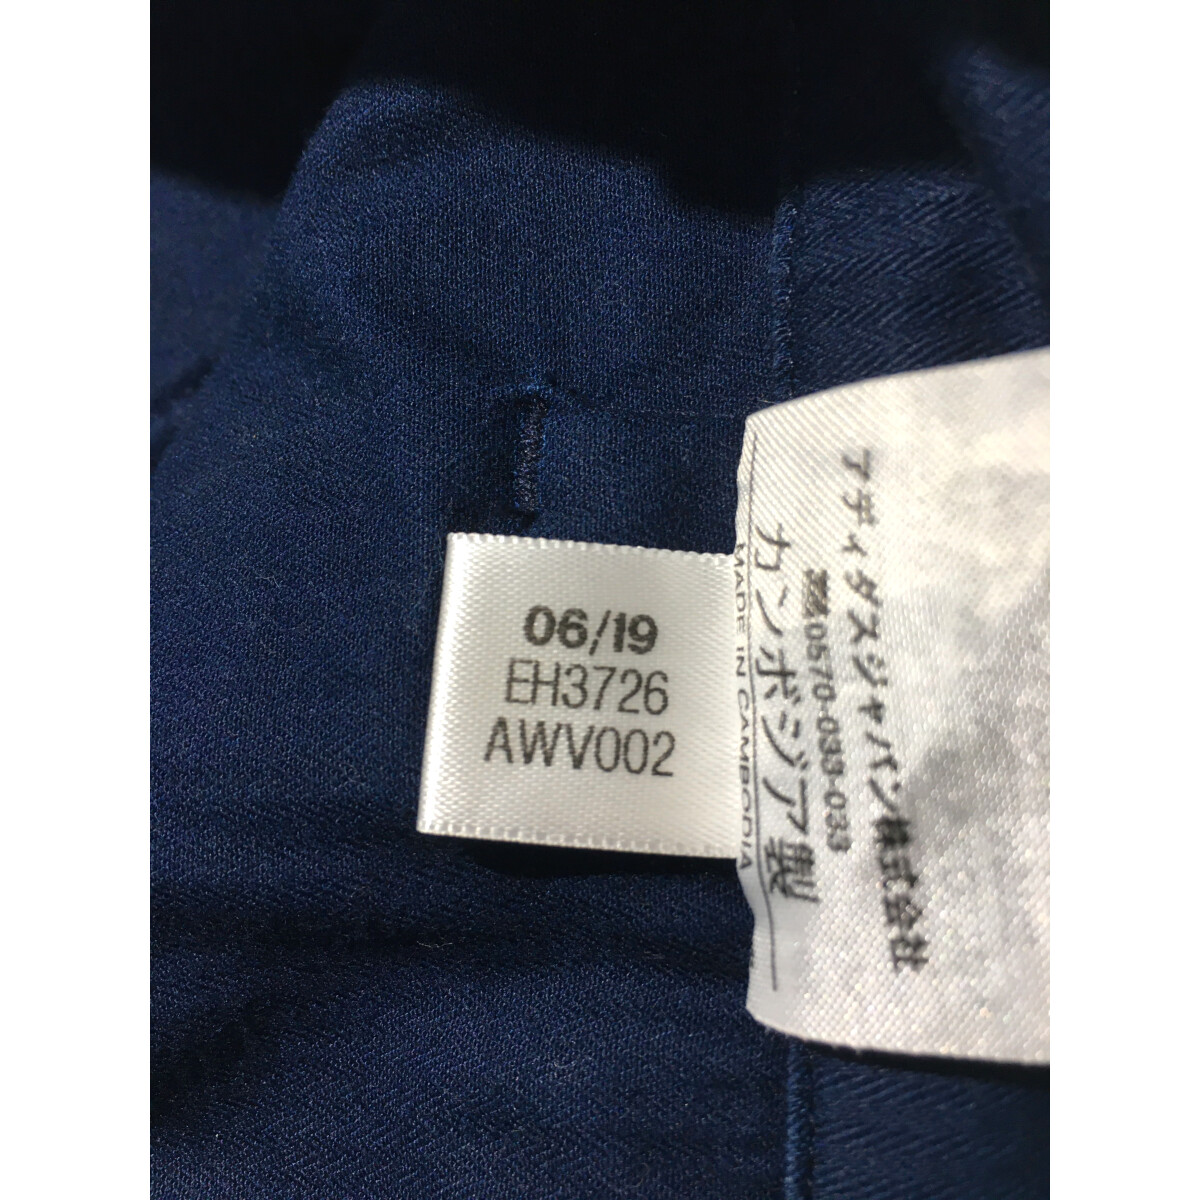 06/19
EH3726
AWV002
アディダスジャパン株式会社
0570-033-033
カンボジア製
MADE IN CAMBODIA